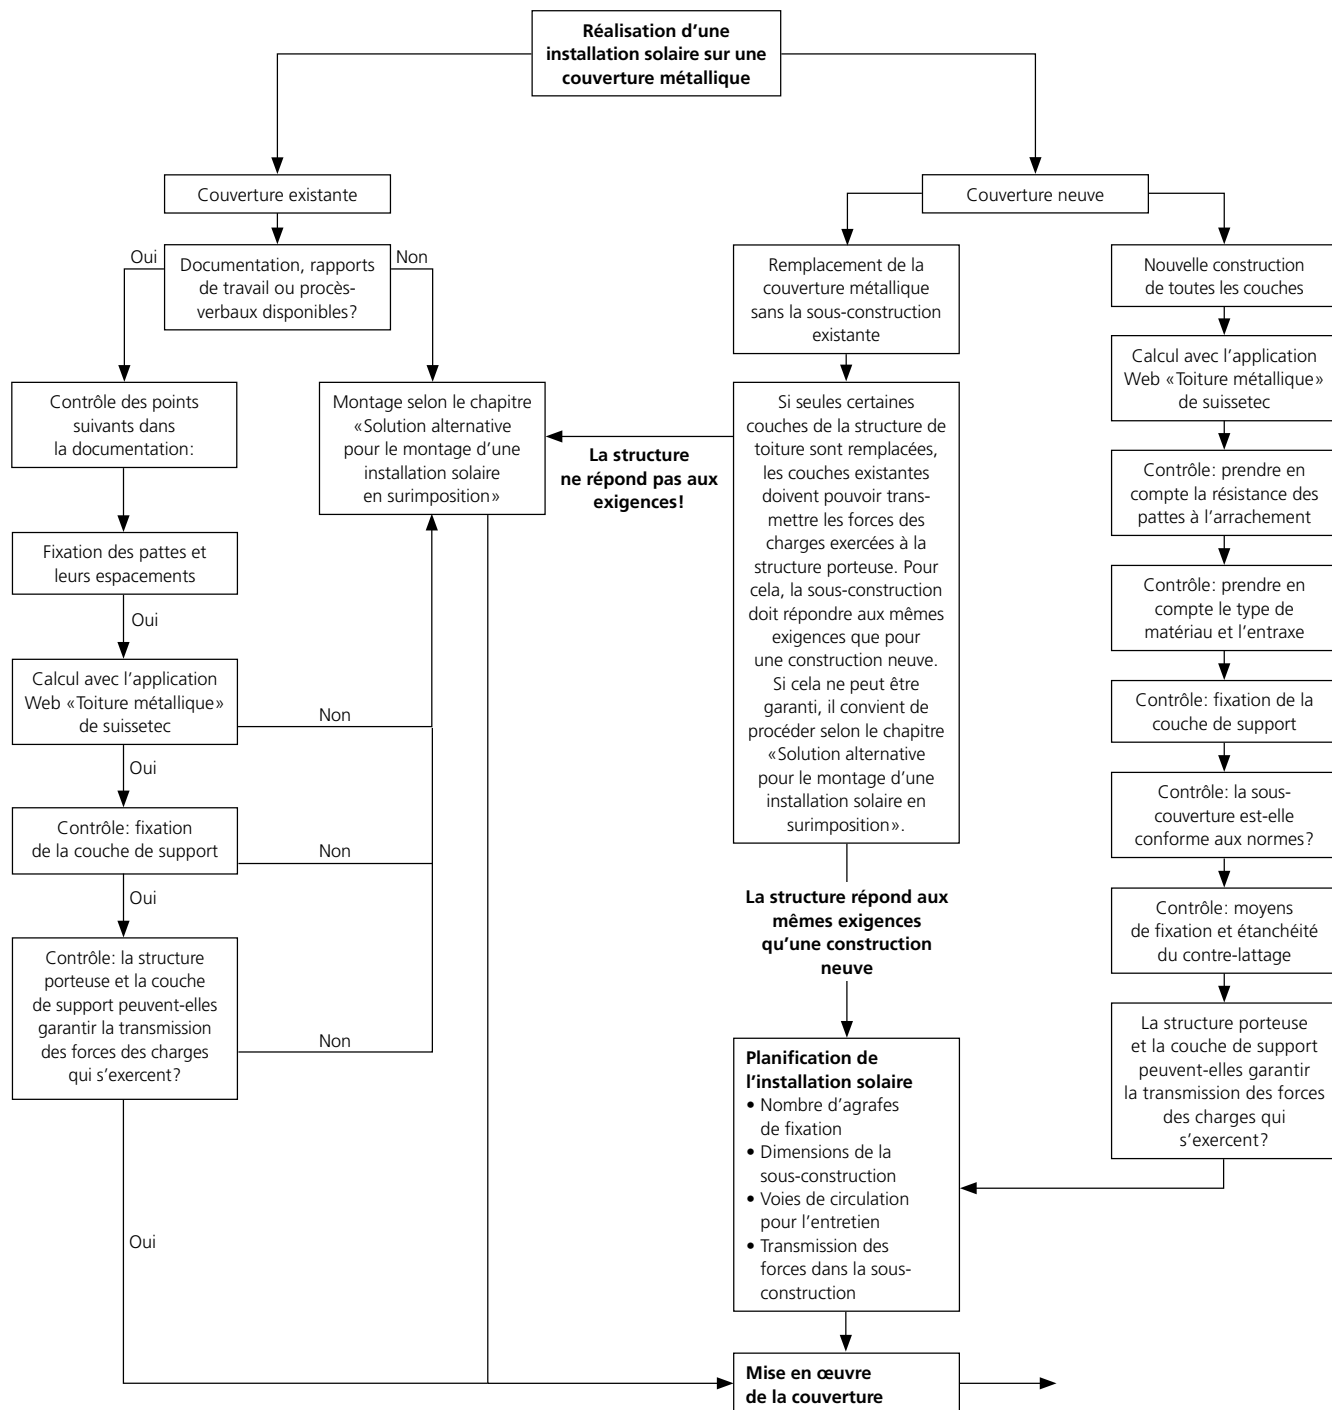 Réalisation d’une
installation solaire sur une
couverture métallique
Couverture existante
Couverture neuve
Oui
Documentation, rapports
de travail ou procès-
verbaux disponibles?
Non
Remplacement de la
couverture métallique
sans la sous-construction
existante
Nouvelle construction
de toutes les couches
Contrôle des points
suivants dans
la documentation:
Montage selon le chapitre
«Solution alternative
pour le montage d’une
installation solaire
en surimposition»
La structure
ne répond pas aux
exigences!
Si seules certaines
couches de la structure de
toiture sont remplacées,
les couches existantes
doivent pouvoir trans-
mettre les forces des
charges exercées à la
structure porteuse. Pour
cela, la sous-construction
doit répondre aux mêmes
exigences que pour
une construction neuve.
Si cela ne peut être
garanti, il convient de
procéder selon le chapitre
«Solution alternative
pour le montage d’une
installation solaire en
surimposition».
Calcul avec l’application
Web «Toiture métallique»
de suissetec
Contrôle: prendre en
compte la résistance des
pattes à l’arrachement
Contrôle: prendre en
compte le type de
matériau et l’entraxe
Contrôle: fixation de la
couche de support
Contrôle: la sous-
couverture est-elle
conforme aux normes?
Contrôle: moyens
de fixation et étanchéité
du contre-lattage
La structure porteuse
et la couche de support
peuvent-elles garantir
la transmission des forces
des charges qui
s’exercent?
Fixation des pattes et
leurs espacements
Oui
Calcul avec l’application
Web «Toiture métallique»
de suissetec
Non
Oui
Contrôle: fixation
de la couche de support
Non
Oui
Contrôle: la structure
porteuse et la couche
de support peuvent-elles
garantir la transmission
des forces des charges
qui s’exercent?
Non
Oui
La structure répond aux
mêmes exigences
qu’une construction
neuve
Planification de
l’installation solaire
• Nombre d’agrafes
de fixation
• Dimensions de la
sous-construction
• Voies de circulation
pour l’entretien
• Transmission des
forces dans la sous-
construction
Mise en œuvre
de la couverture